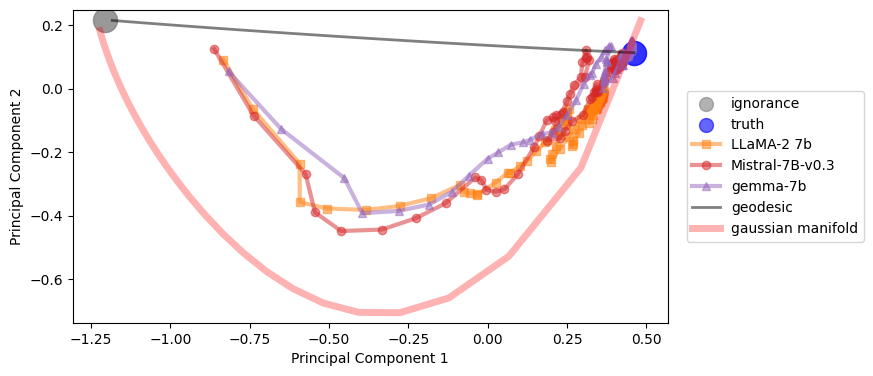 0.2
0.0
−0.2
−0.4
−0.6
Principal Component 2
−1.25 −1.00 −0.75 −0.50 −0.25 0.00 0.25 0.50
Principal Component 1
ignorance
truth
LLaMA-2 7b
Mistral-7B-v0.3
gemma-7b
geodesic
gaussian manifold